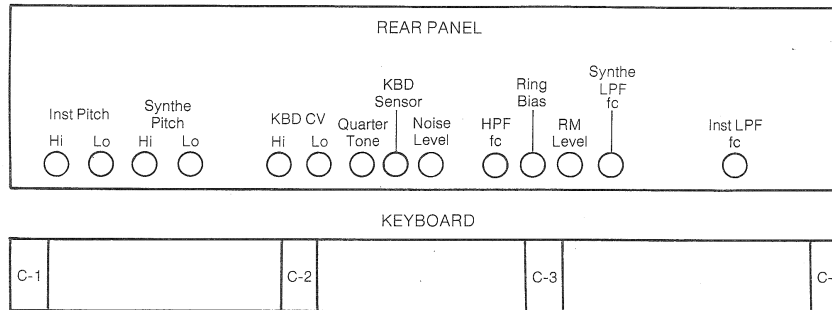 REAR PANEL
Inst Pitch
Hi Lo
Synthe
Pitch
Hi Lo
KBD CV
Hi Lo
Quarter
Tone
KBD
Sensor
Noise
Level
HPF
fc
Ring
Bias
RM
Level
Synthe
LPF
fc
Inst LPF
fc
KEYBOARD
C-1 C-2 C-3 C-